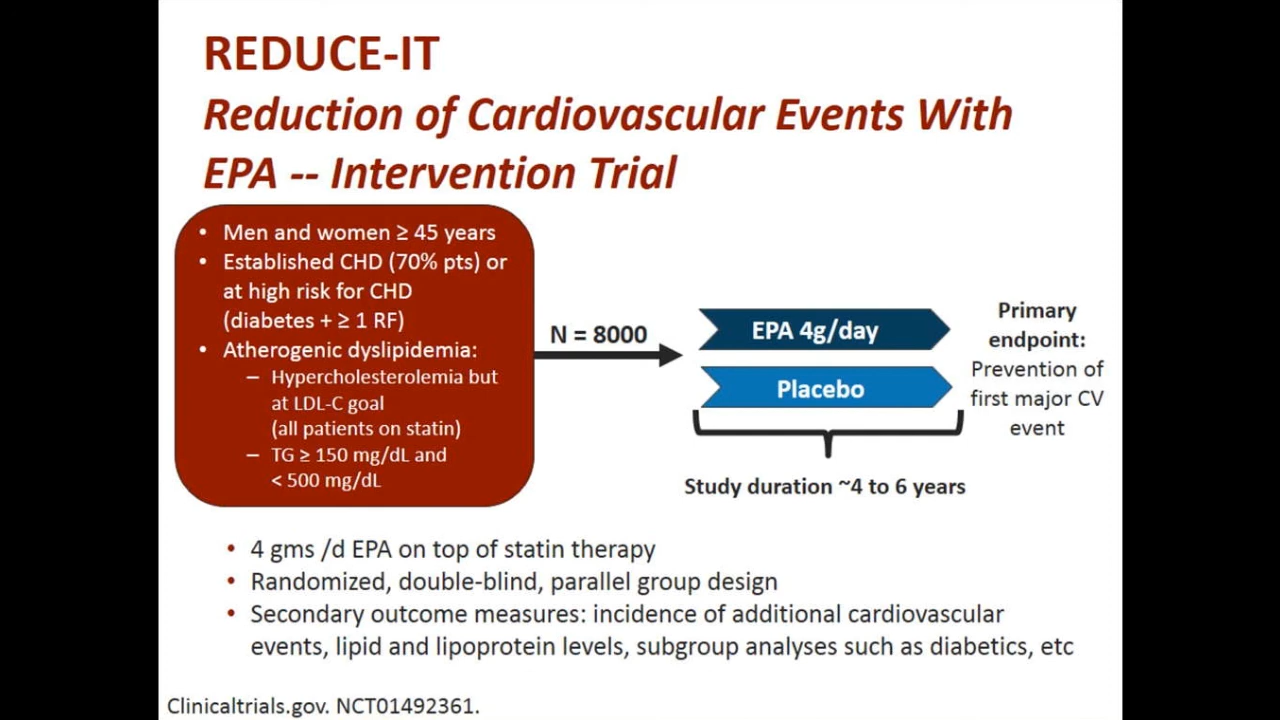 REDUCE-IT
Reduction of Cardiovascular Events With
EPA -- Intervention Trial
• Men and women ≥ 45 years
• Established CHD (70% pts) or
at high risk for CHD
(diabetes + ≥ 1 RF)
• Atherogenic dyslipidemia:
– Hypercholesterolemia but
at LDL-C goal
(all patients on statin)
– TG ≥ 150 mg/dL and
< 500 mg/dL
N = 8000
EPA 4g/day
Placebo
Study duration ~4 to 6 years
Primary
endpoint:
Prevention of
first major CV
event
• 4 gms /d EPA on top of statin therapy
• Randomized, double-blind, parallel group design
• Secondary outcome measures: incidence of additional cardiovascular
events, lipid and lipoprotein levels, subgroup analyses such as diabetics, etc
Clinicaltrials.gov. NCT01492361.